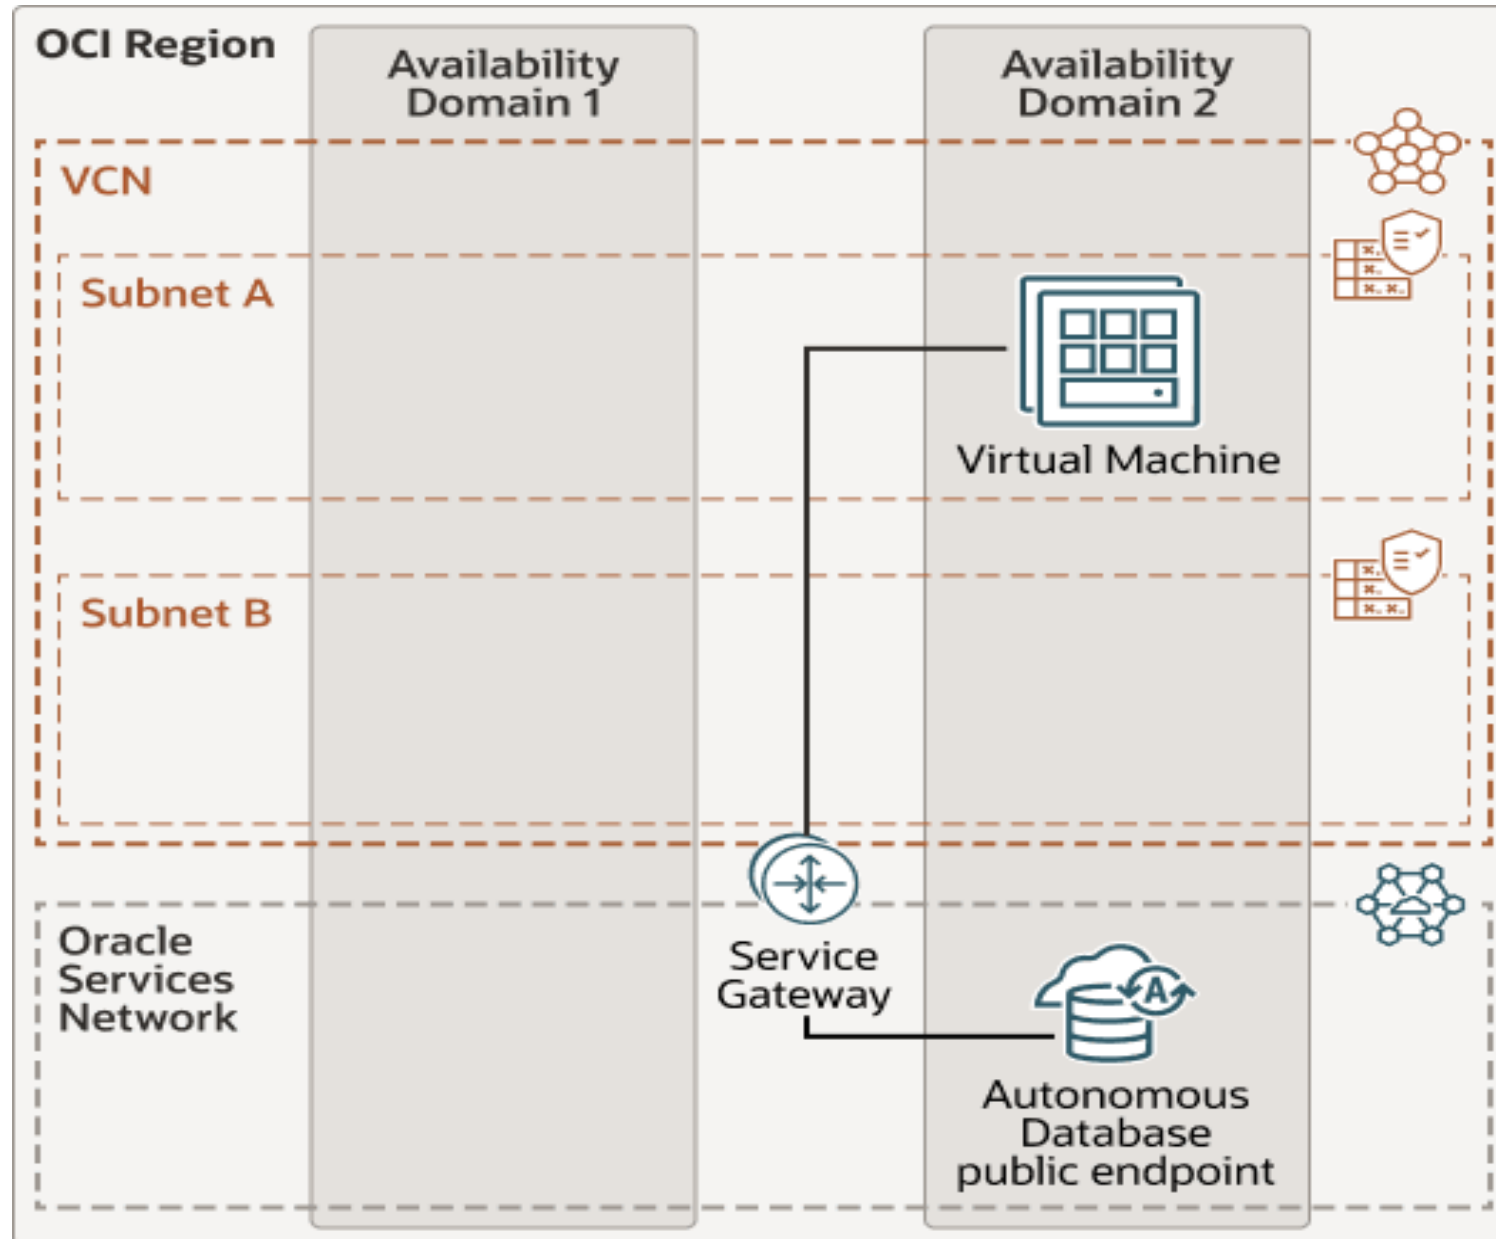 OCI Region
Availability
Domain 1
Availability
Domain 2
VCN
Subnet A
Virtual Machine
Subnet B
Service
Gateway
Oracle
Services
Network
A
Autonomous
Database
public endpoint